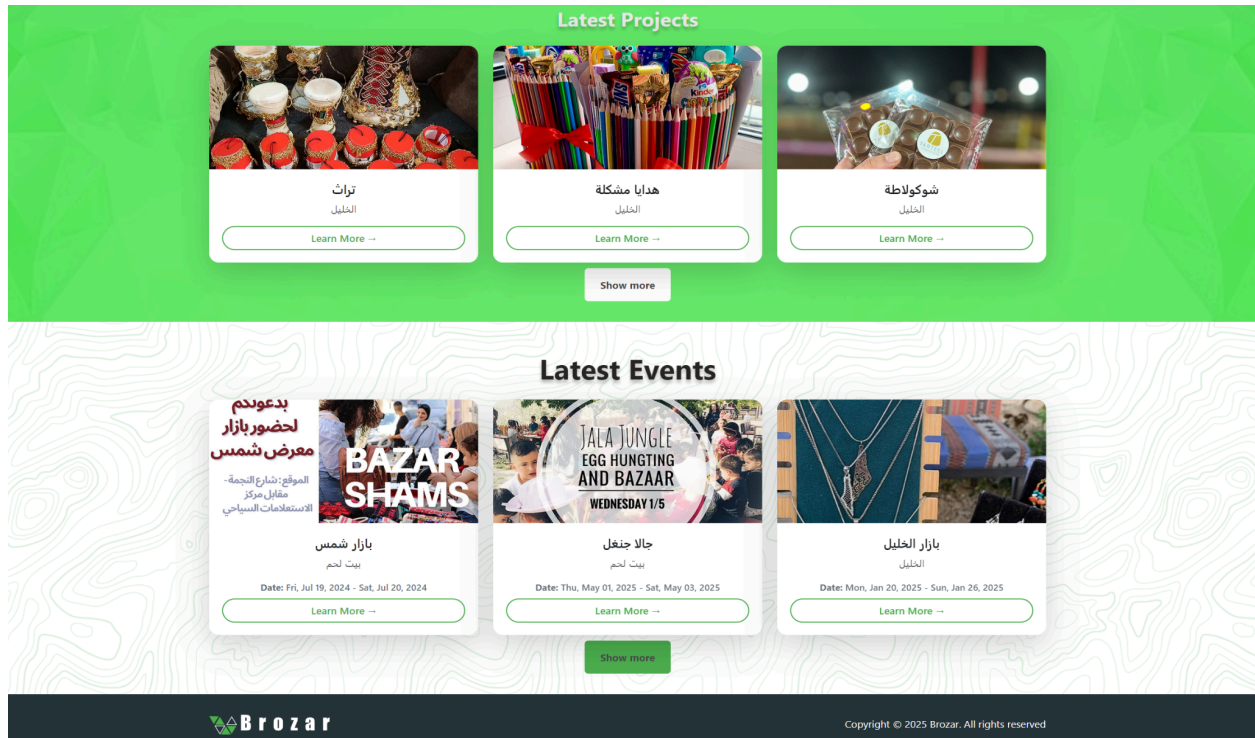 Latest Projects
SNICKERS
Kinder
تراث
الخليل
Learn More →
هدايا مشكلة
الخليل
Learn More →
شوكولاطة
الخليل
Learn More →
Show more
Latest Events
بدعوتكم
لحضور بازار
معرض شمس
الموقع: شارع النجمة -
مقابل مركز
الاستعلامات السياحي
BAZAR
SHAMS
بازار شمس
بيت لحم
Date: Fri, Jul 19, 2024 - Sat, Jul 20, 2024
Learn More →
JALA JUNGLE
EGG HUNGTING
AND BAZAAR
WEDNESDAY 1/5
جالا جنغل
بيت لحم
Date: Thu, May 01, 2025 - Sat, May 03, 2025
Learn More →
بازار الخليل
الخليل
Date: Mon, Jan 20, 2025 - Sun, Jan 26, 2025
Learn More →
Show more
Brozar
Copyright © 2025 Brozar. All rights reserved